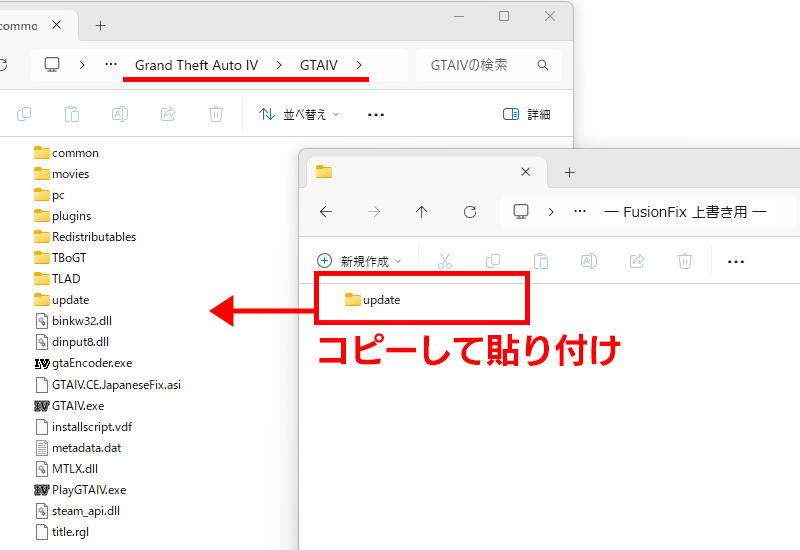 commo
Grand Theft Auto IV
GTAIV
GTAIVの検索
並べ替え
詳細
common
movies
pc
plugins
Redistributables
TBoGT
TLAD
update
binkw32.dll
dinput8.dll
gtaEncoder.exe
GTAIV.CE.JapaneseFix.asi
GTAIV.exe
installscript.vdf
metadata.dat
MTLX.dll
PlayGTAIV.exe
steam_api.dll
title.rgl
― FusionFix 上書き用 ―
新規作成
update
コピーして貼り付け